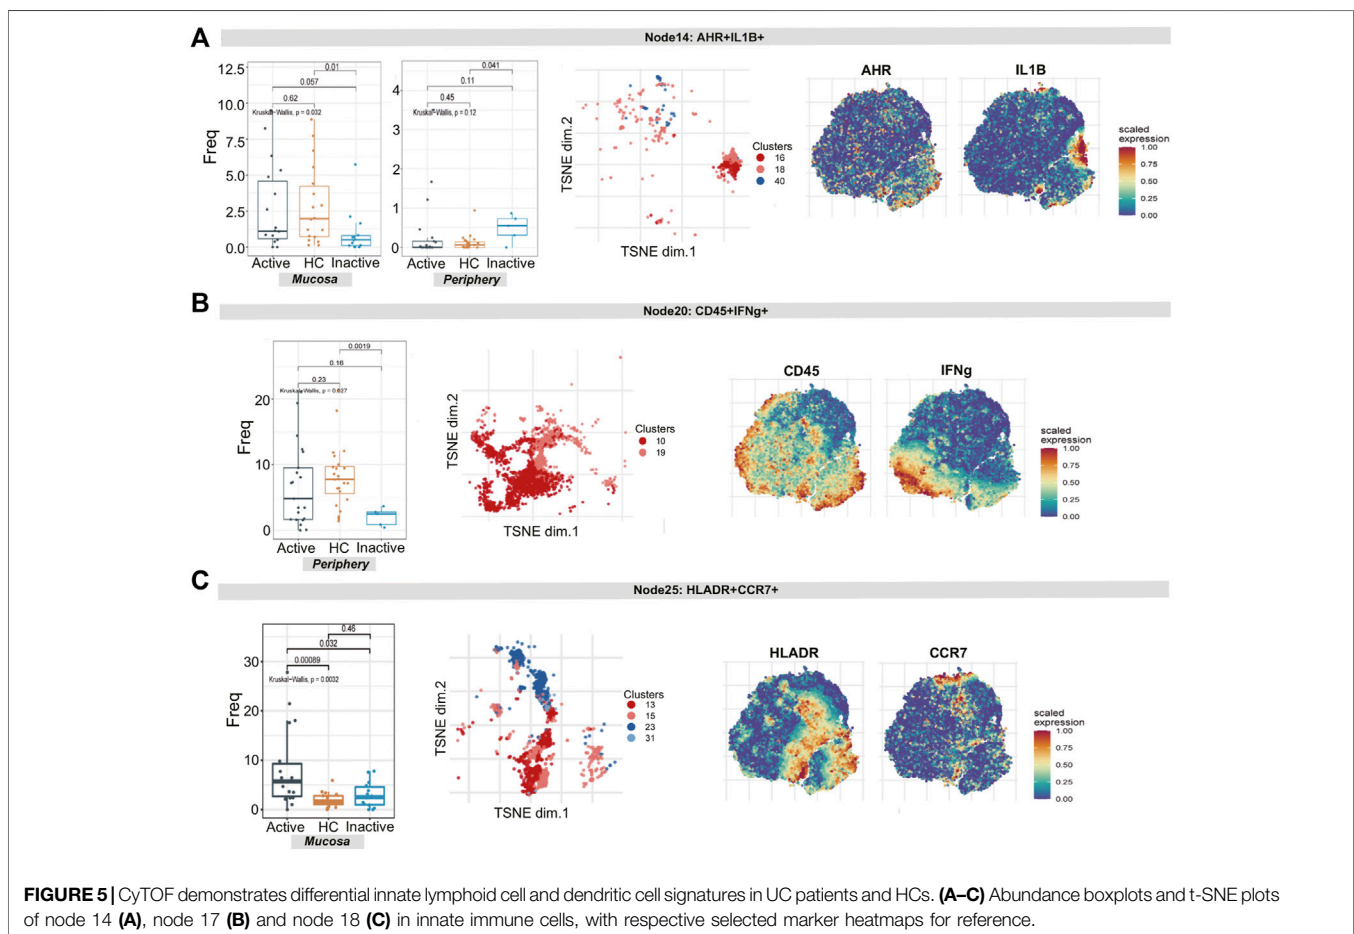 A
Node14: AHR+IL1B+
12.5
10.0
7.5
5.0
2.5
0.0
Freq
0.01
0.057
0.62
Kruskal-Wallis, p = 0.032
Active HC Inactive
Mucosa
4
3
2
1
0
0.041
0.11
0.45
Kruskal-Wallis, p = 0.12
Active HC Inactive
Periphery
TSNE dim.2
TSNE dim.1
Clusters
16
18
40
AHR
IL1B
scaled
expression
1.00
0.75
0.50
0.25
0.00
B
Node20: CD45+IFNg+
20
10
0
Freq
0.0019
0.16
0.23
Kruskal-Wallis, p = 0.027
Active HC Inactive
Periphery
TSNE dim.2
TSNE dim.1
Clusters
10
19
CD45
IFNg
scaled
expression
1.00
0.75
0.50
0.25
0.00
C
Node25: HLADR+CCR7+
30
20
10
0
Freq
0.46
0.032
0.00089
Kruskal-Wallis, p = 0.0032
Active HC Inactive
Mucosa
TSNE dim.2
TSNE dim.1
Clusters
13
15
23
31
HLADR
CCR7
scaled
expression
1.00
0.75
0.50
0.25
0.00
FIGURE 5 | CyTOF demonstrates differential innate lymphoid cell and dendritic cell signatures in UC patients and HCs. (A–C) Abundance boxplots and t-SNE plots
of node 14 (A), node 17 (B) and node 18 (C) in innate immune cells, with respective selected marker heatmaps for reference.